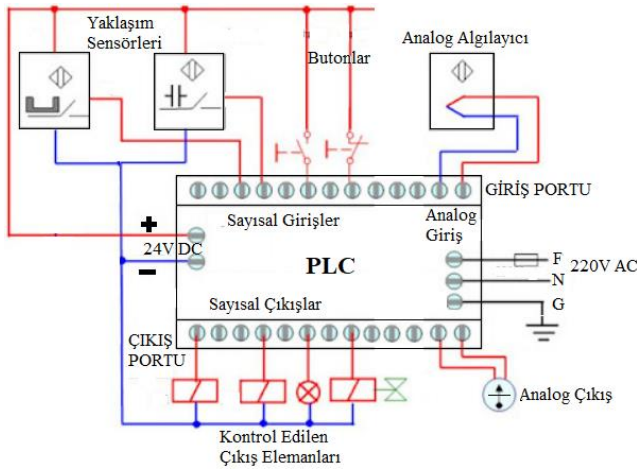 Yaklaşım
Sensörleri
Butonlar
Analog Algılayıcı
GİRİŞ PORTU
Sayısal Girişler
Analog
Giriş
+
24V DC
−
PLC
F
220V AC
N
G
Sayısal Çıkışlar
ÇIKIŞ
PORTU
Analog Çıkış
Kontrol Edilen
Çıkış Elemanları